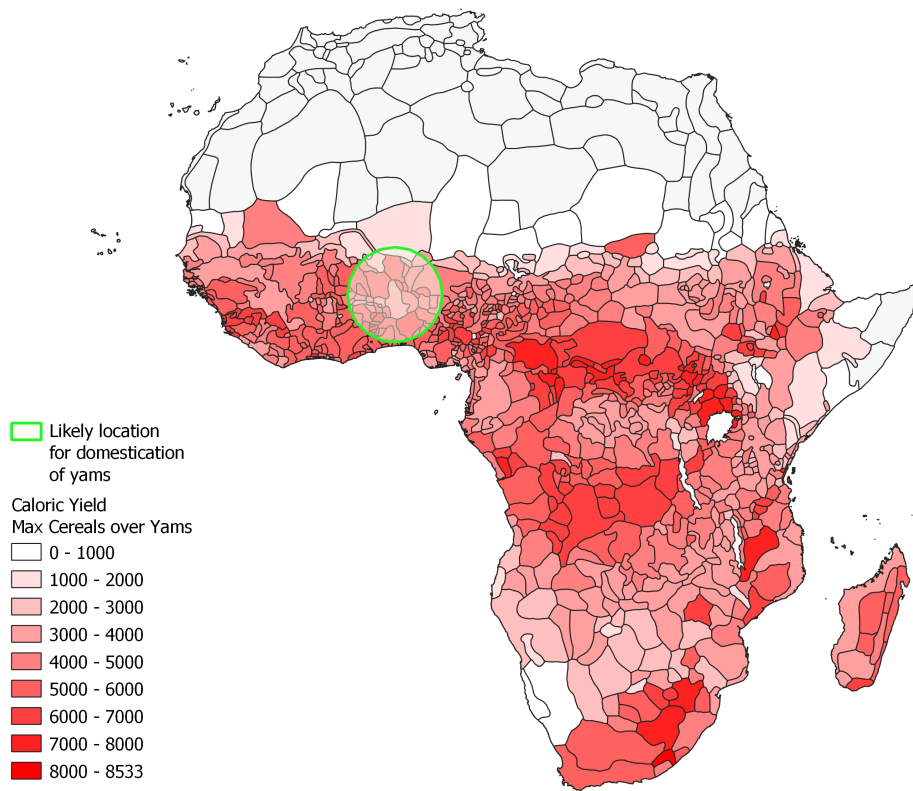 Likely location
for domestication
of yams
Caloric Yield
Max Cereals over Yams
0 - 1000
1000 - 2000
2000 - 3000
3000 - 4000
4000 - 5000
5000 - 6000
6000 - 7000
7000 - 8000
8000 - 8533